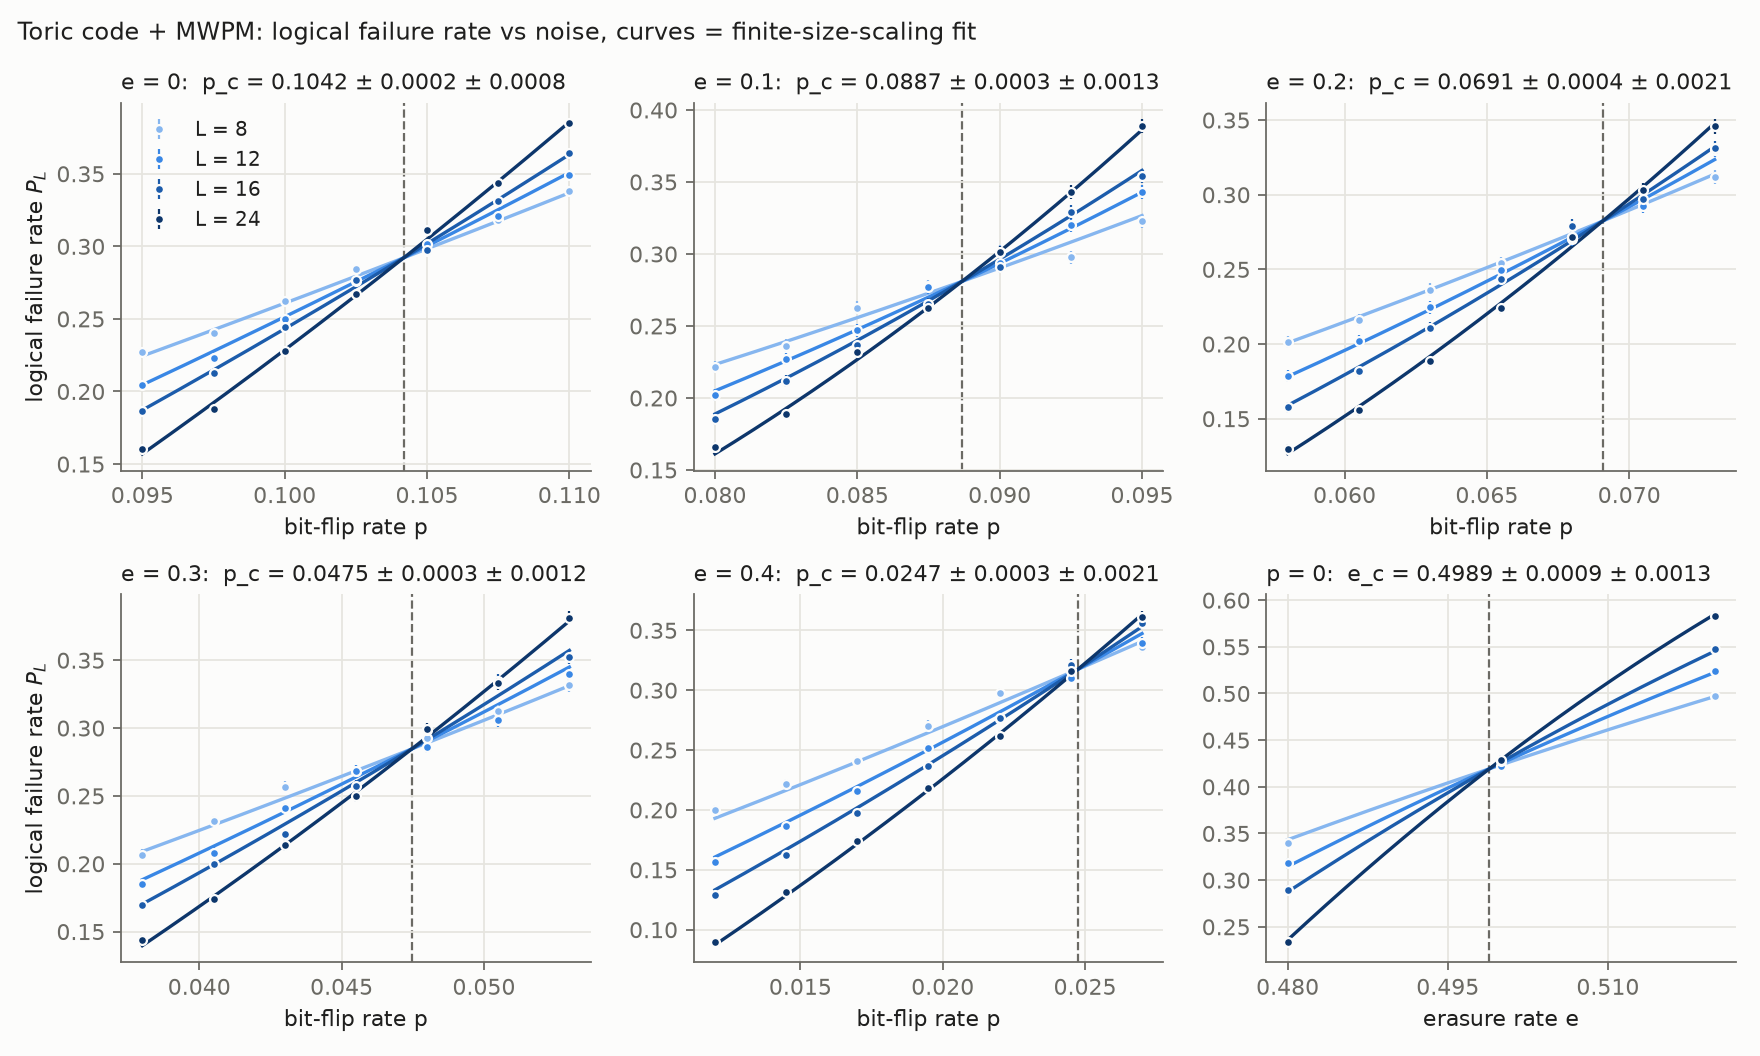 Toric code + MWPM: logical failure rate vs noise, curves = finite-size-scaling fit
e = 0:  p_c = 0.1042 ± 0.0002 ± 0.0008
L = 8
L = 12
L = 16
L = 24
logical failure rate P_L
0.35
0.30
0.25
0.20
0.15
0.095 0.100 0.105 0.110
bit-flip rate p
e = 0.1:  p_c = 0.0887 ± 0.0003 ± 0.0013
0.40
0.35
0.30
0.25
0.20
0.15
0.080 0.085 0.090 0.095
bit-flip rate p
e = 0.2:  p_c = 0.0691 ± 0.0004 ± 0.0021
0.35
0.30
0.25
0.20
0.15
0.060 0.065 0.070
bit-flip rate p
e = 0.3:  p_c = 0.0475 ± 0.0003 ± 0.0012
logical failure rate P_L
0.35
0.30
0.25
0.20
0.15
0.040 0.045 0.050
bit-flip rate p
e = 0.4:  p_c = 0.0247 ± 0.0003 ± 0.0021
0.35
0.30
0.25
0.20
0.15
0.10
0.015 0.020 0.025
bit-flip rate p
p = 0:  e_c = 0.4989 ± 0.0009 ± 0.0013
0.60
0.55
0.50
0.45
0.40
0.35
0.30
0.25
0.480 0.495 0.510
erasure rate e